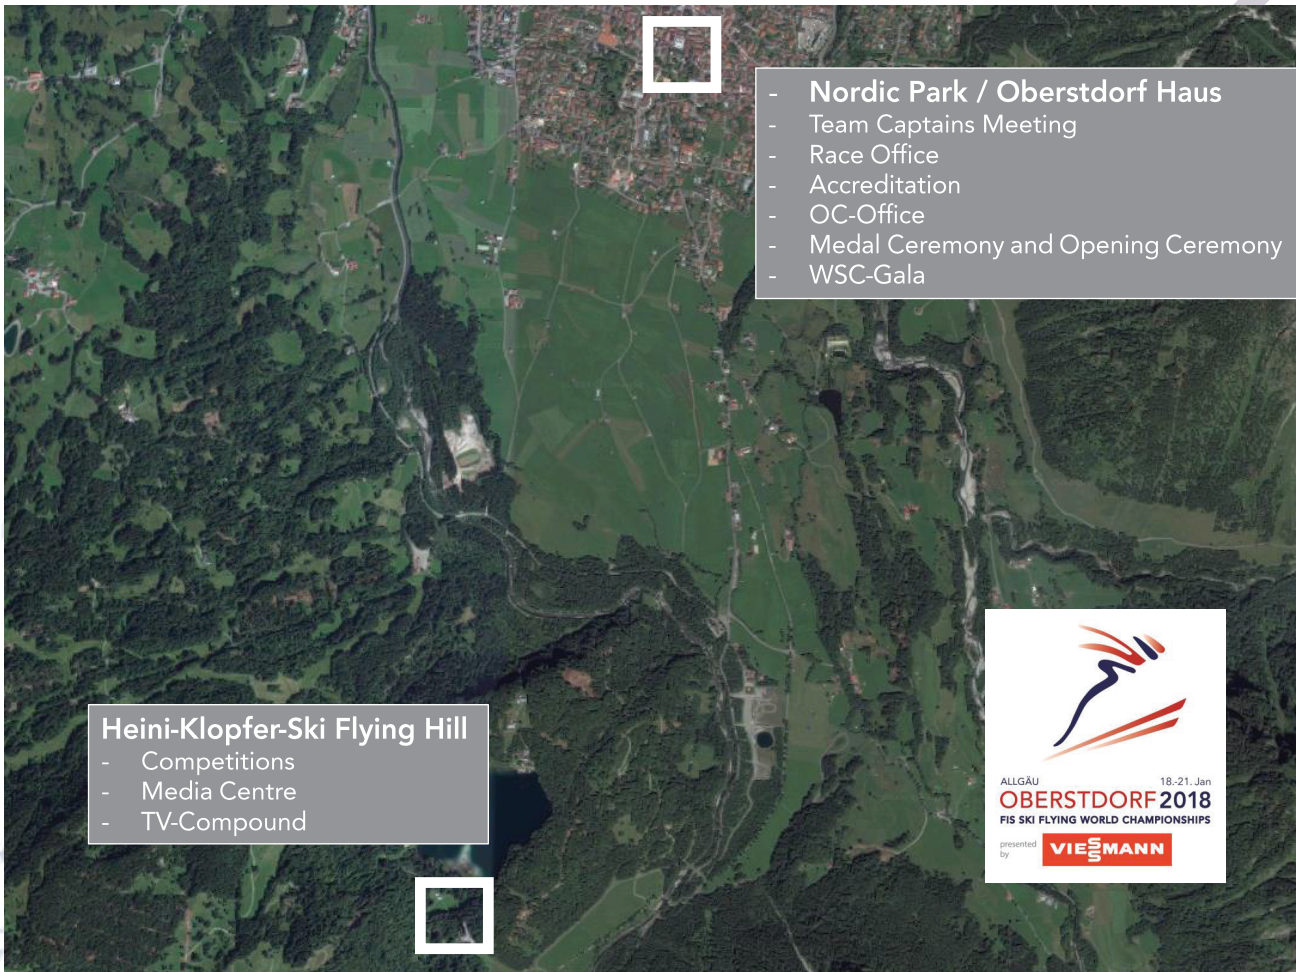 - Nordic Park / Oberstdorf Haus
- Team Captains Meeting
- Race Office
- Accreditation
- OC-Office
- Medal Ceremony and Opening Ceremony
- WSC-Gala
Heini-Klopfer-Ski Flying Hill
- Competitions
- Media Centre
- TV-Compound
ALLGÄU 18.-21. Jan
OBERSTDORF 2018
FIS SKI FLYING WORLD CHAMPIONSHIPS
presented
by
VIESSMANN